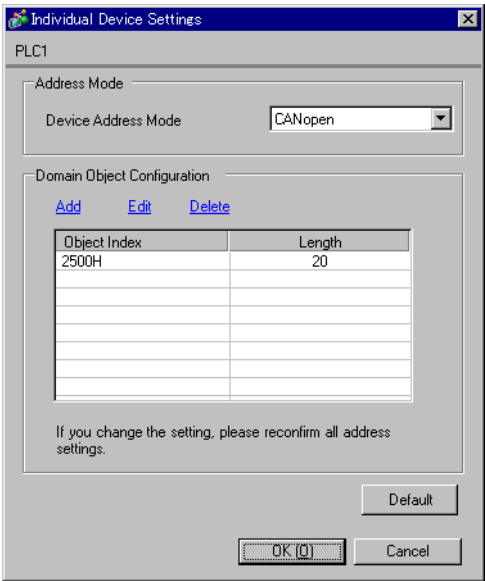 Individual Device Settings
PLC1
Address Mode
Device Address Mode CANopen
Domain Object Configuration
Add Edit Delete
Object Index Length
2500H 20
If you change the setting, please reconfirm all address
settings.
Default
OK (O) Cancel